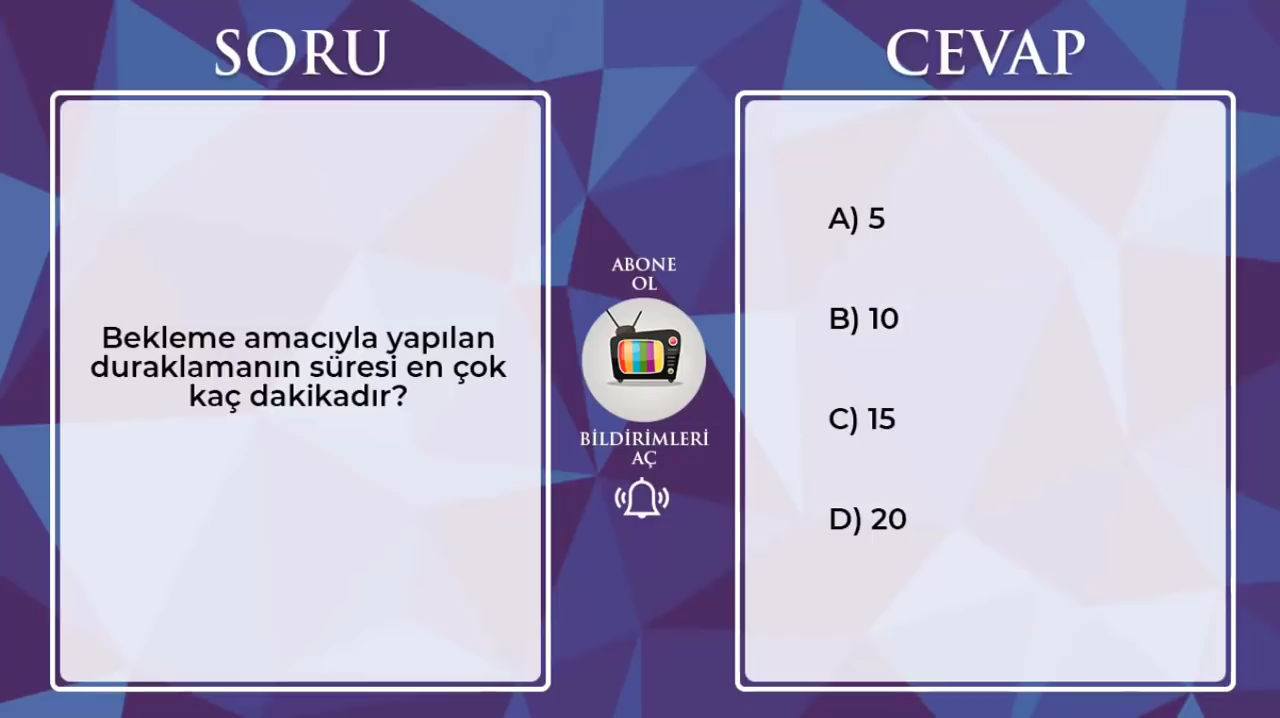 SORU
Bekleme amacıyla yapılan
duraklamanın süresi en çok
kaç dakikadır?
ABONE
OL
BİLDİRİMLERİ
AÇ
CEVAP
A) 5
B) 10
C) 15
D) 20